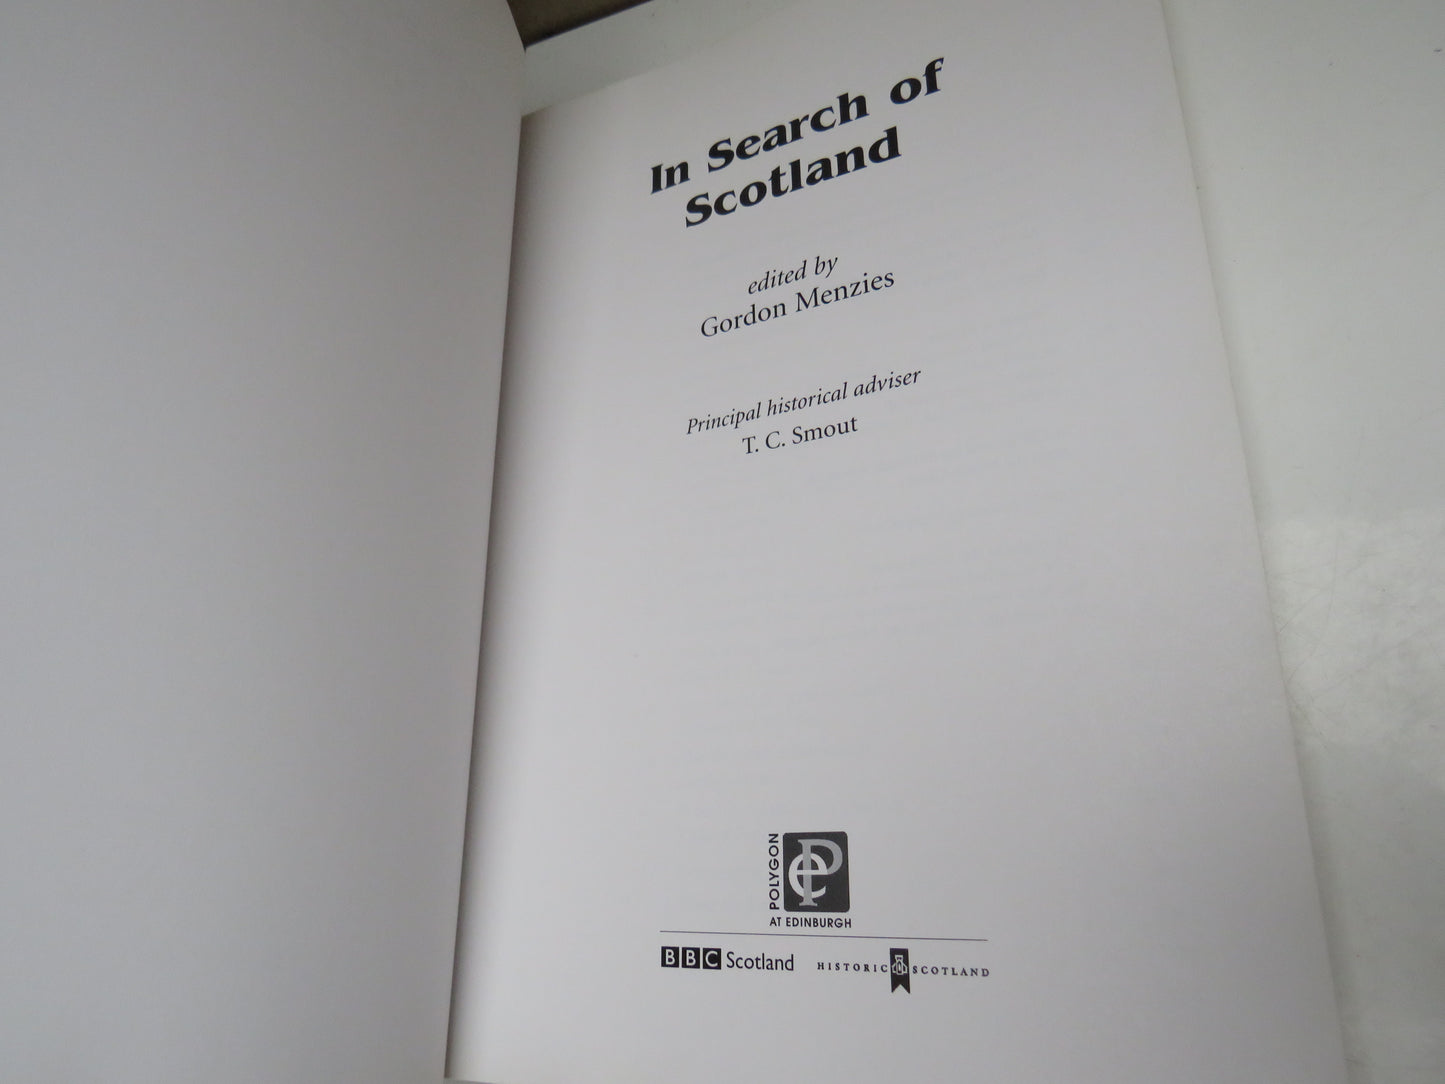 In Search of
Scotland
edited by
Gordon Menzies
Principal historical adviser
T. C. Smout
POLYGON
AT EDINBURGH
BBC Scotland
HISTORIC SCOTLAND